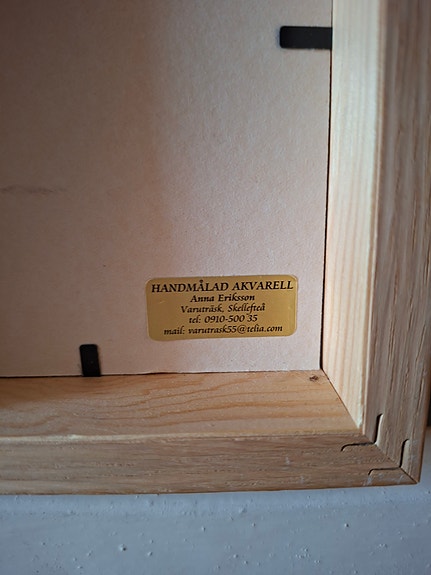 HANDMÅLAD AKVARELL
Anna Eriksson
Varuträsk, Skellefteå
tel: 0910-500 35
mail: varutrask55@telia.com